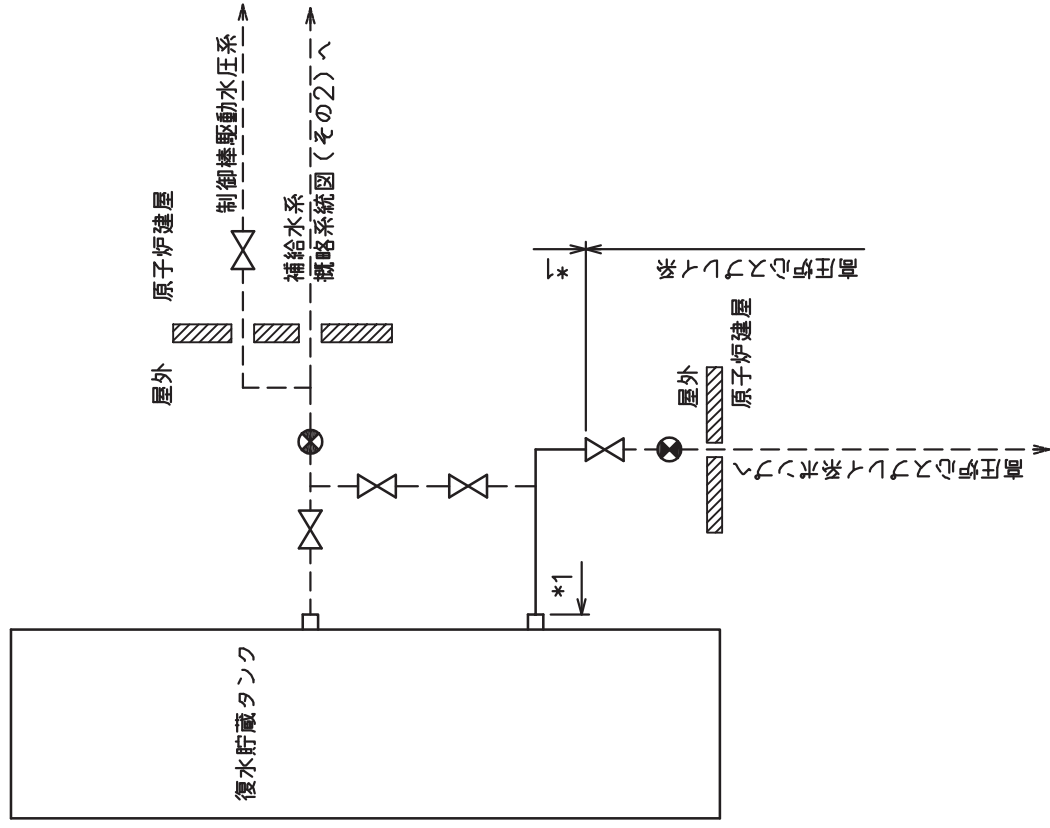 制御棒駆動水圧系
補給水系
概略系統図(その2)へ
原子炉建屋
屋外
*1
高圧炉心スプレイ系
屋外
原子炉建屋
高圧炉心スプレイ系ポンプへ
*1
復水貯蔵タンク